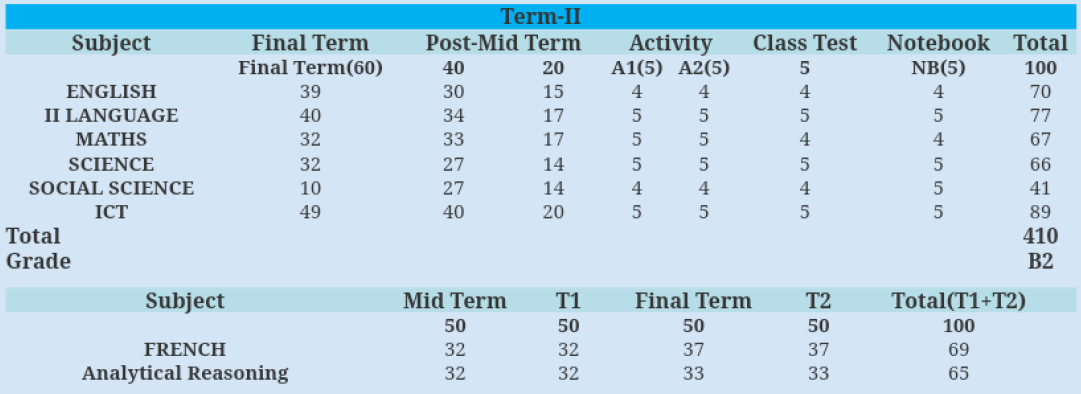 Term-II
Subject Final Term Post-Mid Term Activity Class Test Notebook Total
Final Term(60) 40 20 A1(5) A2(5) 5 NB(5) 100
ENGLISH 39 30 15 4 4 4 4 70
II LANGUAGE 40 34 17 5 5 5 5 77
MATHS 32 33 17 5 5 4 4 67
SCIENCE 32 27 14 5 5 5 5 66
SOCIAL SCIENCE 10 27 14 4 4 4 5 41
ICT 49 40 20 5 5 5 5 89
Total 410
Grade B2
Subject Mid Term T1 Final Term T2 Total(T1+T2)
50 50 50 50 100
FRENCH 32 32 37 37 69
Analytical Reasoning 32 32 33 33 65